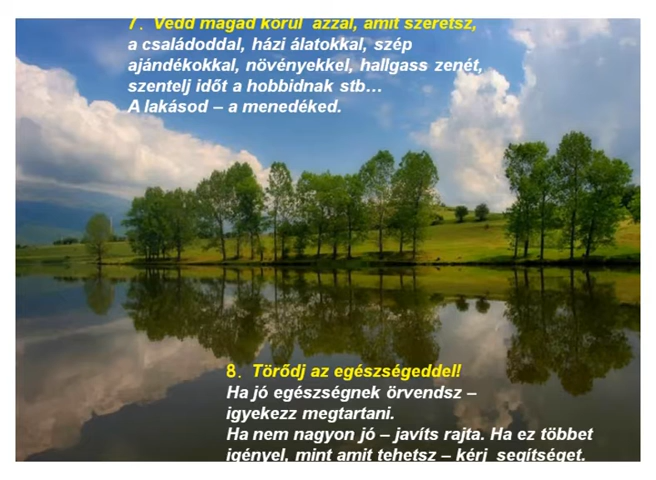 7. Vedd magad körül azzal, amit szeretsz,
a családoddal, házi álatokkal, szép
ajándékokkal, növényekkel, hallgass zenét,
szentelj időt a hobbidnak stb...
A lakásod – a menedéked.
8. Törődj az egészségeddel!
Ha jó egészségnek örvendsz –
igyekezz megtartani.
Ha nem nagyon jó – javíts rajta. Ha ez többet
igényel, mint amit tehetsz – kérj segítséget.